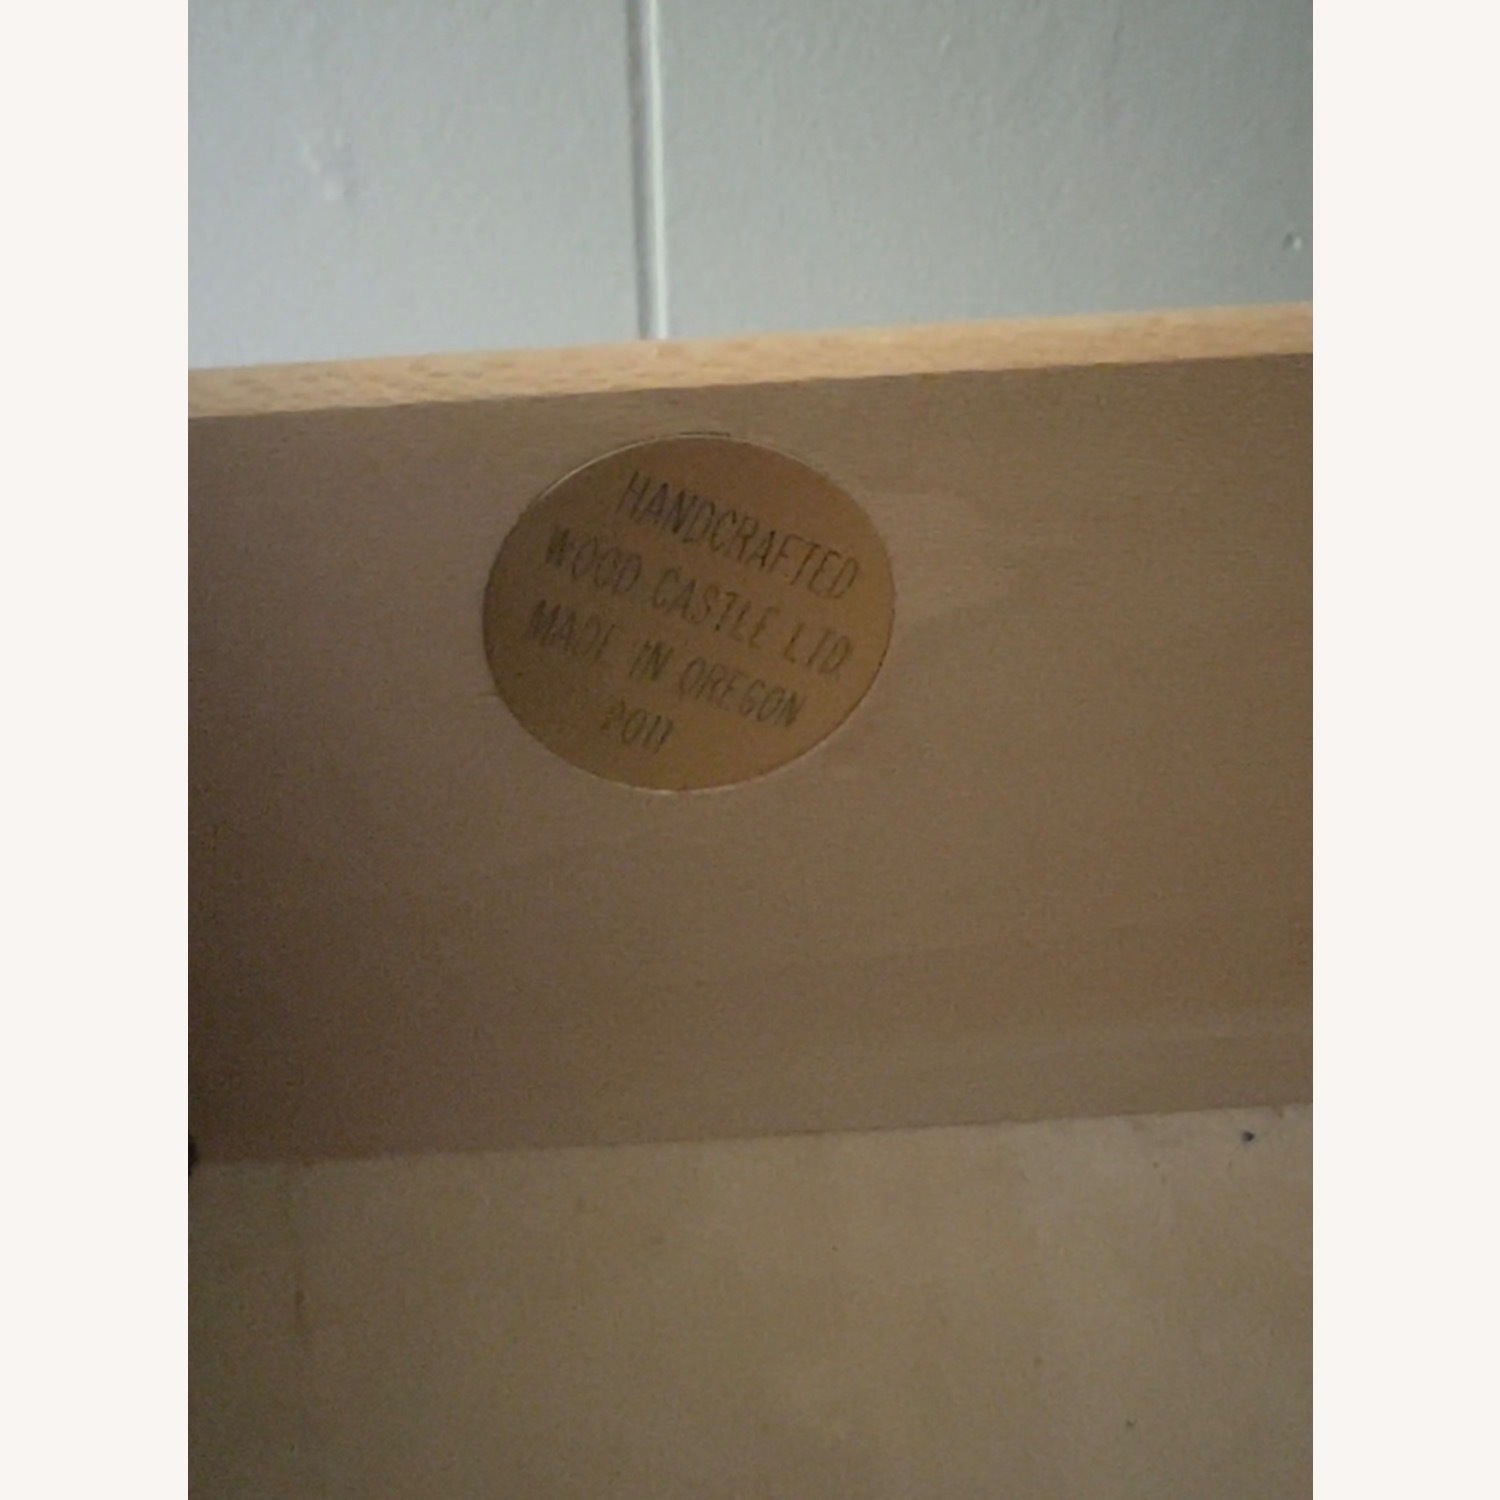 HANDCRAFTED
WOOD CASTLE LTD.
MADE IN OREGON
2011